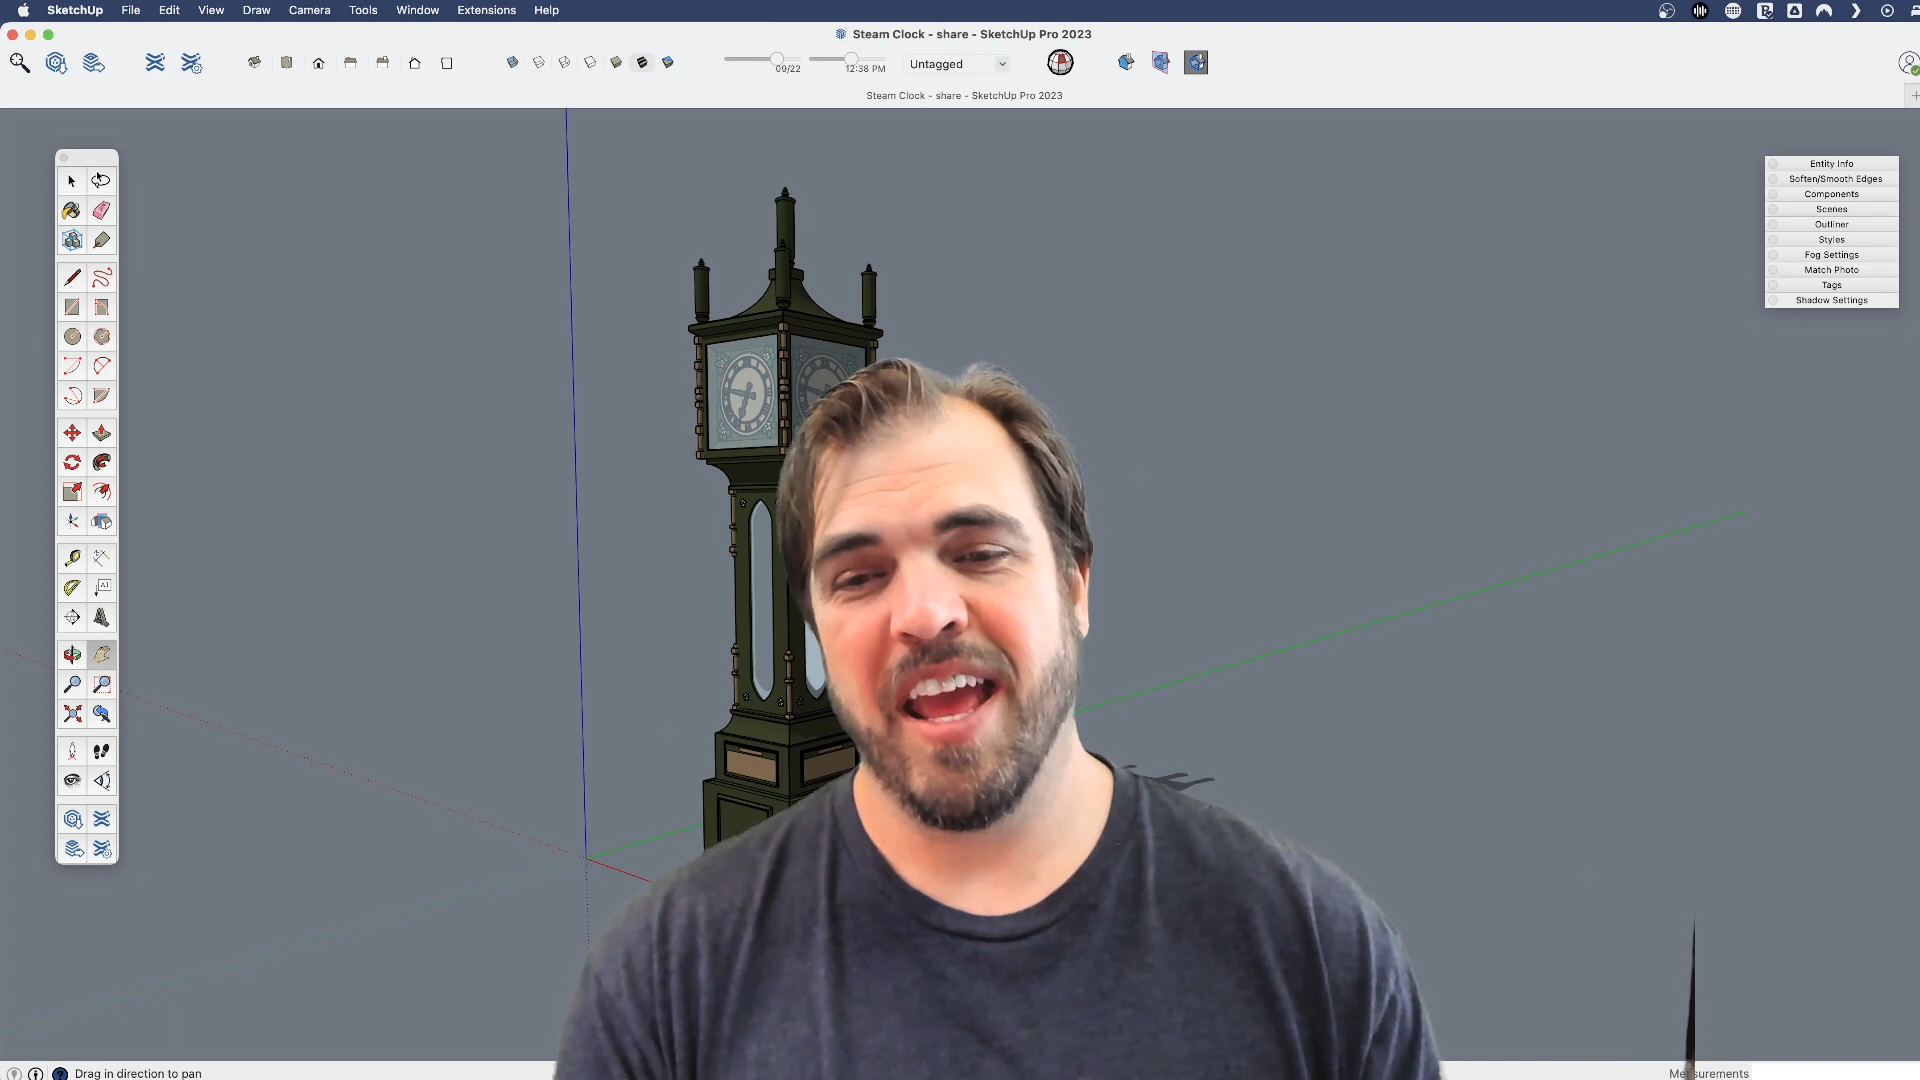 SketchUp File Edit View Draw Camera Tools Window Extensions Help
Steam Clock - share - SketchUp Pro 2023
09/22 12:38 PM Untagged
Steam Clock - share - SketchUp Pro 2023
Entity Info
Soften/Smooth Edges
Components
Scenes
Outliner
Styles
Fog Settings
Match Photo
Tags
Shadow Settings
A1
Drag in direction to pan
Measurements